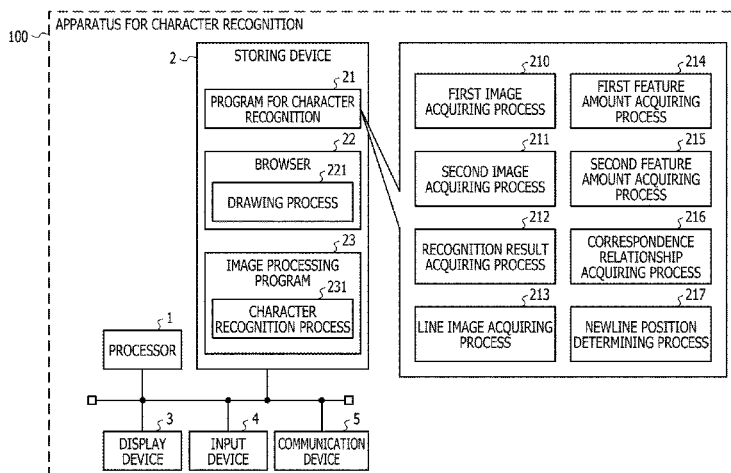 100
APPARATUS FOR CHARACTER RECOGNITION
2
STORING DEVICE
21
PROGRAM FOR CHARACTER
RECOGNITION
22
BROWSER
221
DRAWING PROCESS
23
IMAGE PROCESSING
PROGRAM
231
CHARACTER
RECOGNITION PROCESS
210
FIRST IMAGE
ACQUIRING PROCESS
214
FIRST FEATURE
AMOUNT ACQUIRING
PROCESS
211
SECOND IMAGE
ACQUIRING PROCESS
215
SECOND FEATURE
AMOUNT ACQUIRING
PROCESS
212
RECOGNITION RESULT
ACQUIRING PROCESS
216
CORRESPONDENCE
RELATIONSHIP
ACQUIRING PROCESS
213
LINE IMAGE ACQUIRING
PROCESS
217
NEWLINE POSITION
DETERMINING PROCESS
1
PROCESSOR
3
DISPLAY
DEVICE
4
INPUT
DEVICE
5
COMMUNICATION
DEVICE